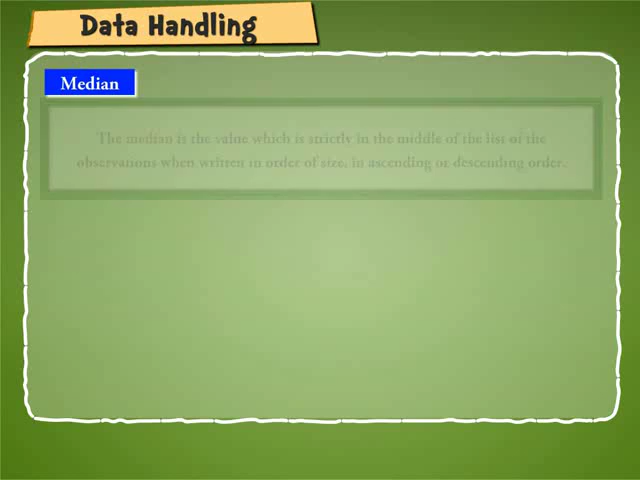 Data Handling
Median
The median is the value which is strictly in the middle of the list of the
observations when written in order of size, in ascending or descending order.